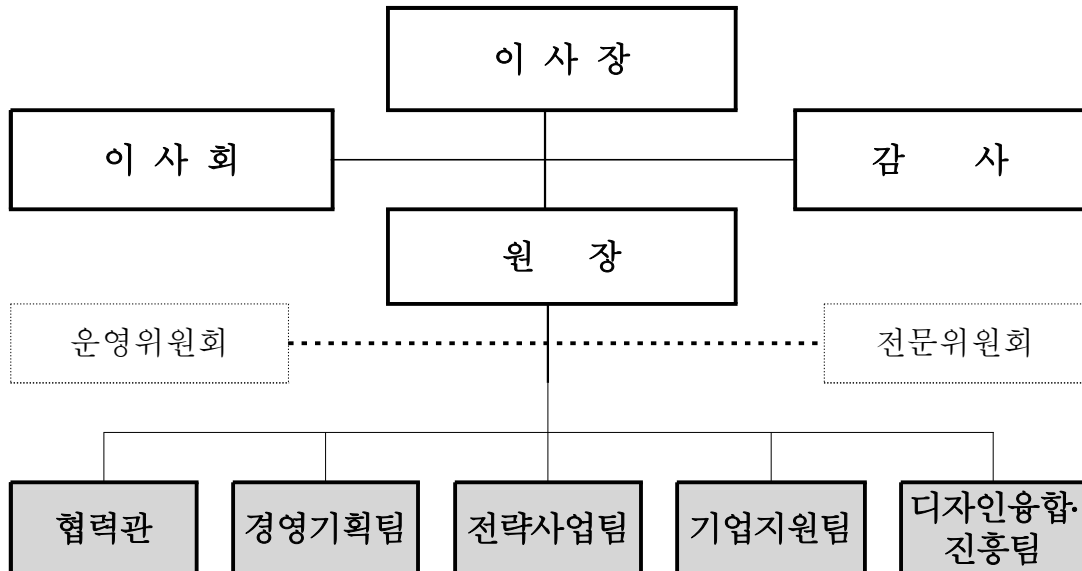 이 사 장
이 사 회
감 사
원 장
운영위원회
전문위원회
협력관
경영기획팀
전략사업팀
기업지원팀
디자인융합·
진흥팀